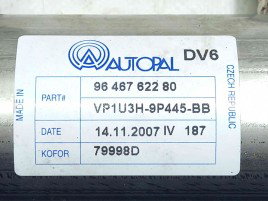 AUTOPAL DV6
MADE IN
CZECH REPUBLIC
PART# 96 467 622 80
VP1U3H-9P445-BB
DATE 14.11.2007 IV 187
KOFOR 79998D